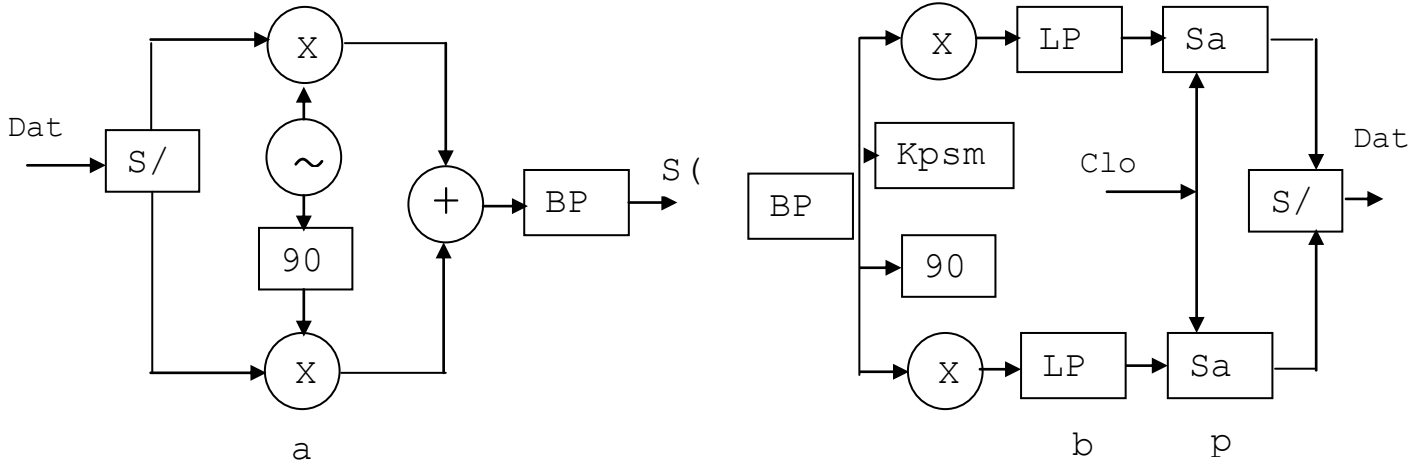 Dat
S/
X
~
90
X
+
BP
S(
a
BP
X
LP
Sa
Kpsm
90
X
LP
Sa
Clo
S/
Dat
b
p